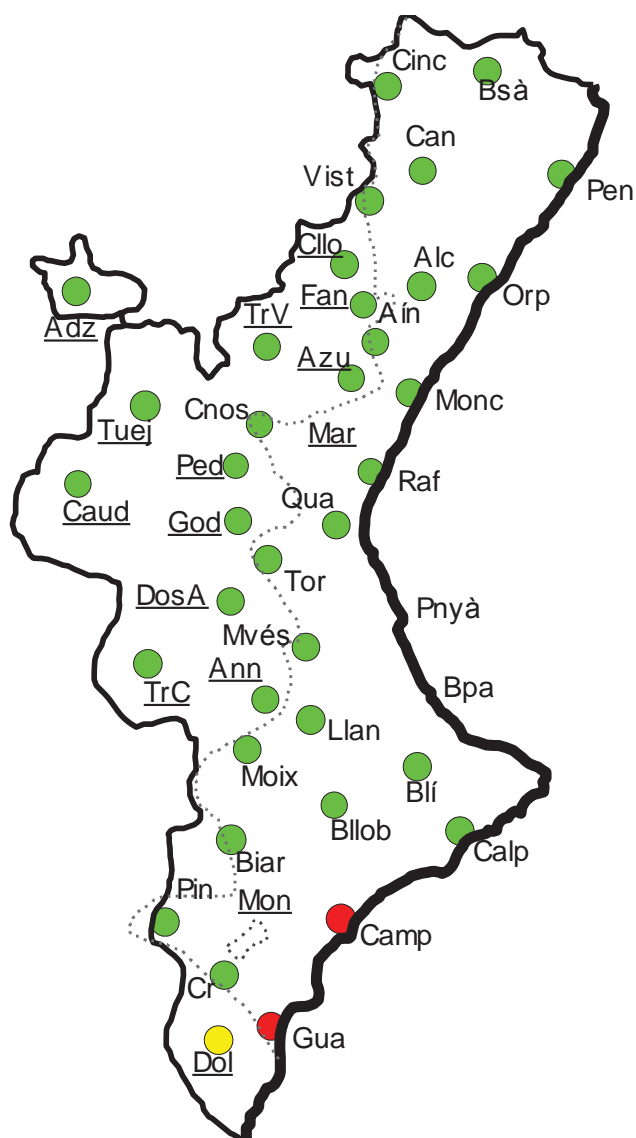 Cinc
Bsà
Can
Pen
Vist
Cllo
Alc
Orp
Fan
Adz
TrV
Aín
Azu
Monc
Cnos
Mar
Tuej
Ped
Raf
Caud
Qua
God
Tor
DosA
Pnyà
Mvés
Ann
TrC
Bpa
Llan
Moix
Blí
Bllob
Calp
Biar
Pin
Mon
Camp
Cr
Gua
Dol